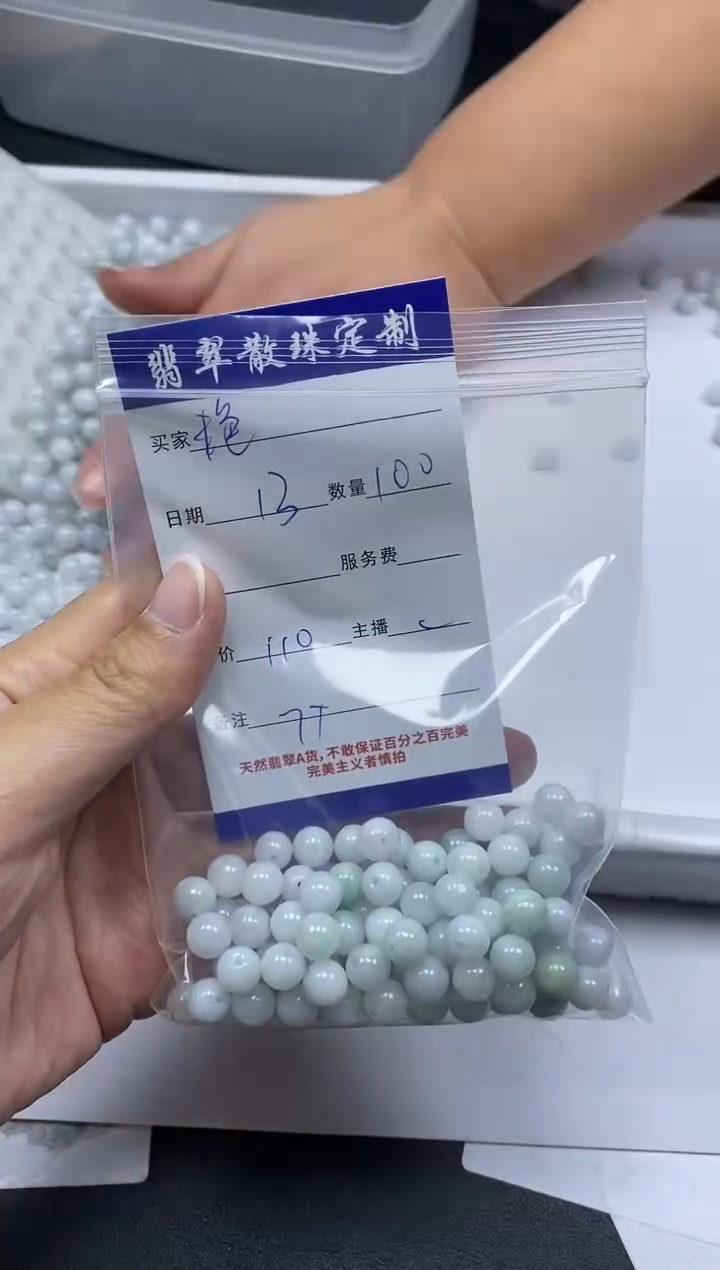 翡翠散珠定制
买家 艳
日期 13 数量 100
服务费
价 110 主播
备注 77
天然翡翠A货,不敢保证百分之百完美
完美主义者慎拍